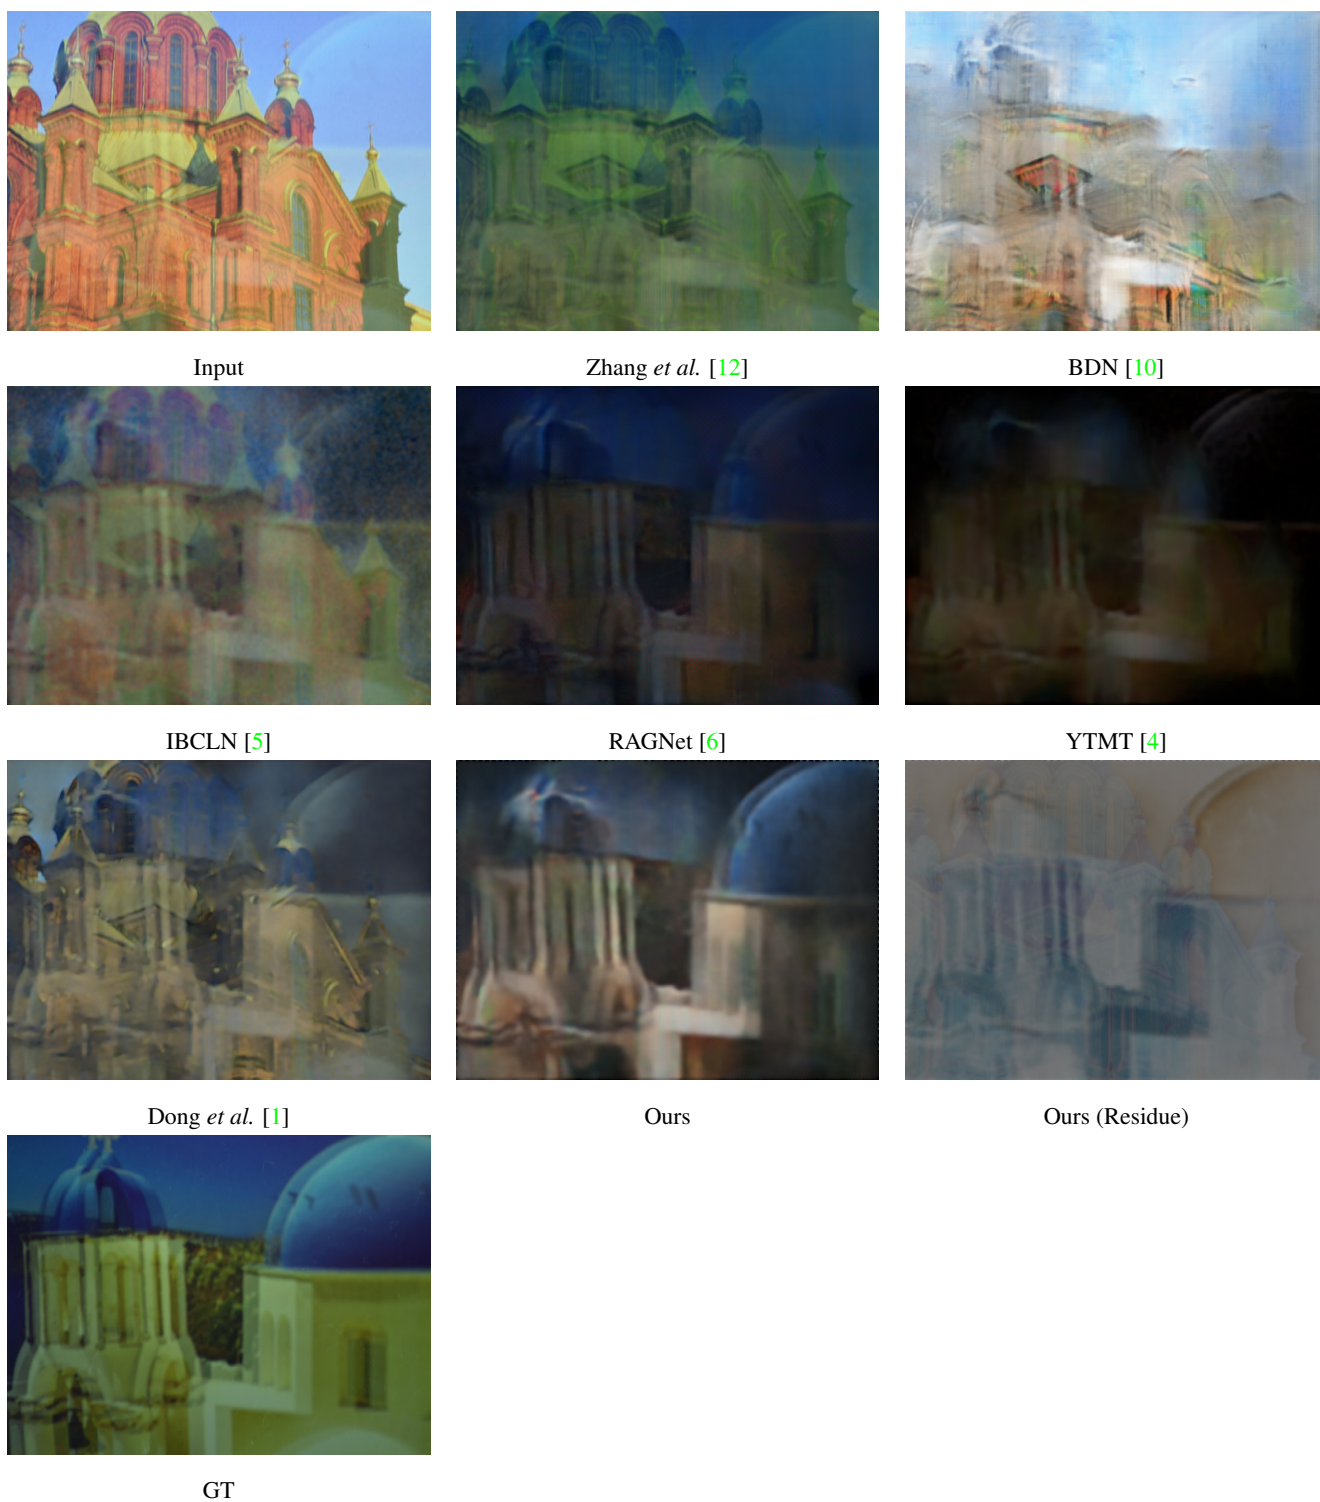 Input
Zhang et al. [12]
BDN [10]
IBCLN [5]
RAGNet [6]
YTMT [4]
Dong et al. [1]
Ours
Ours (Residue)
GT